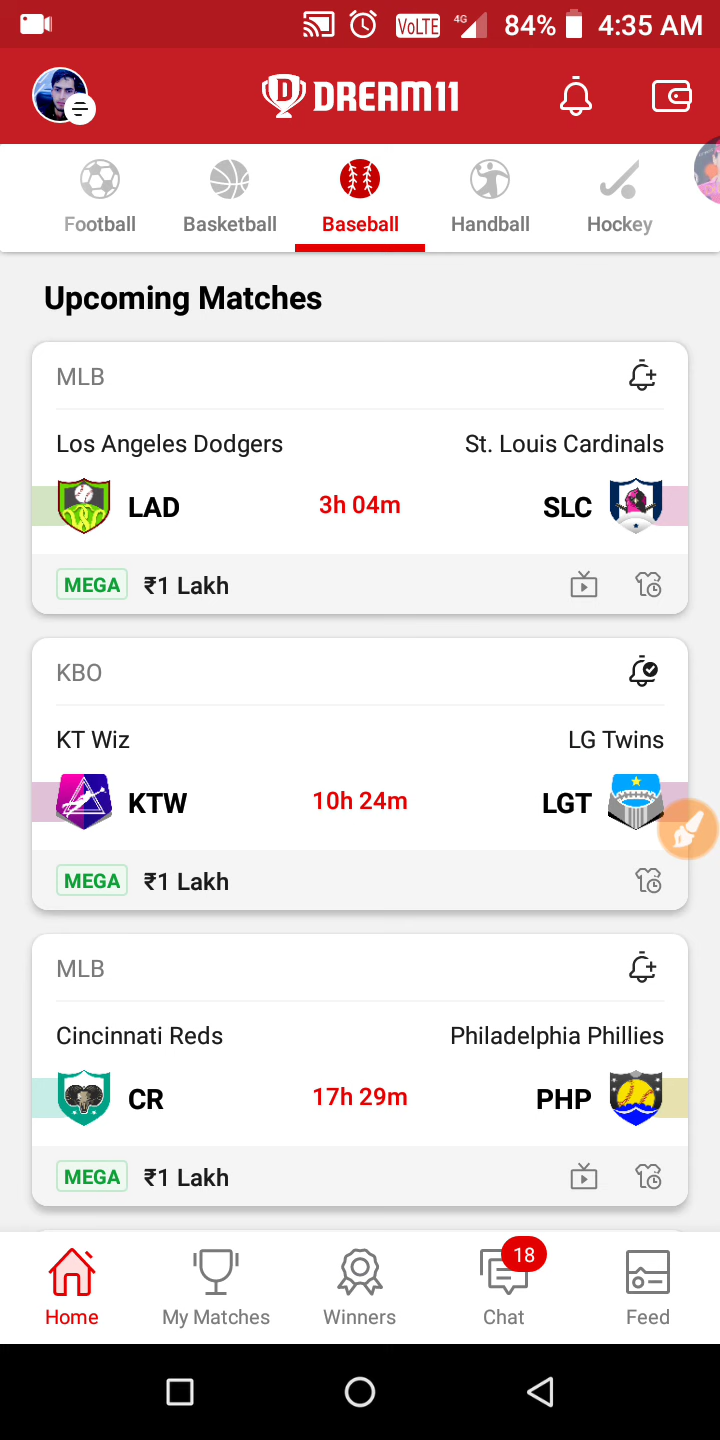 VoLTE 4G 84% 4:35 AM
DREAM11
Football Basketball Baseball Handball Hockey
Upcoming Matches
MLB
Los Angeles Dodgers St. Louis Cardinals
LAD 3h 04m SLC
MEGA ₹1 Lakh
KBO
KT Wiz LG Twins
KTW 10h 24m LGT
MEGA ₹1 Lakh
MLB
Cincinnati Reds Philadelphia Phillies
CR 17h 29m PHP
MEGA ₹1 Lakh
18
Home My Matches Winners Chat Feed